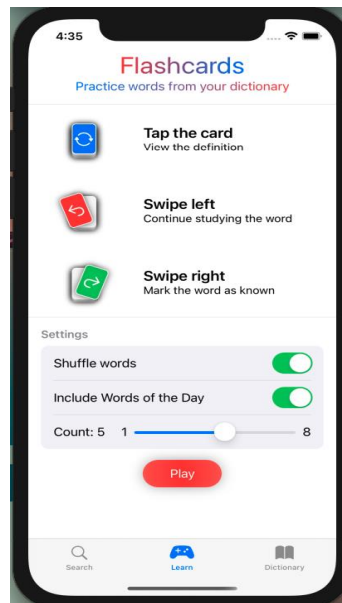 4:35
Flashcards
Practice words from your dictionary
Tap the card
View the definition
Swipe left
Continue studying the word
Swipe right
Mark the word as known
Settings
Shuffle words
Include Words of the Day
Count: 5 1 8
Play
Search Learn Dictionary